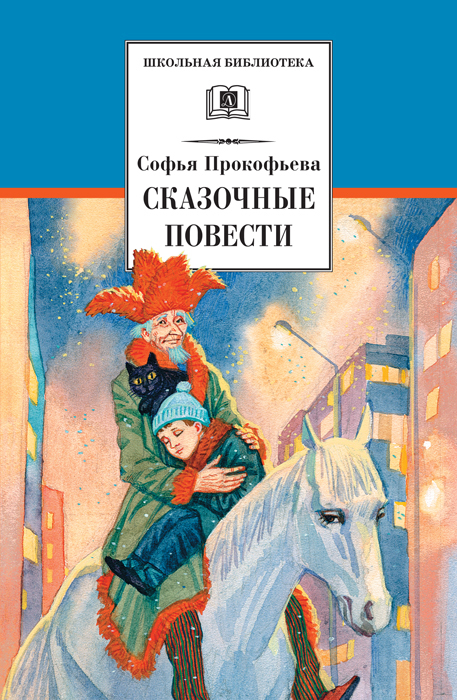 ШКОЛЬНАЯ БИБЛИОТЕКА
Софья Прокофьева
СКАЗОЧНЫЕ
ПОВЕСТИ